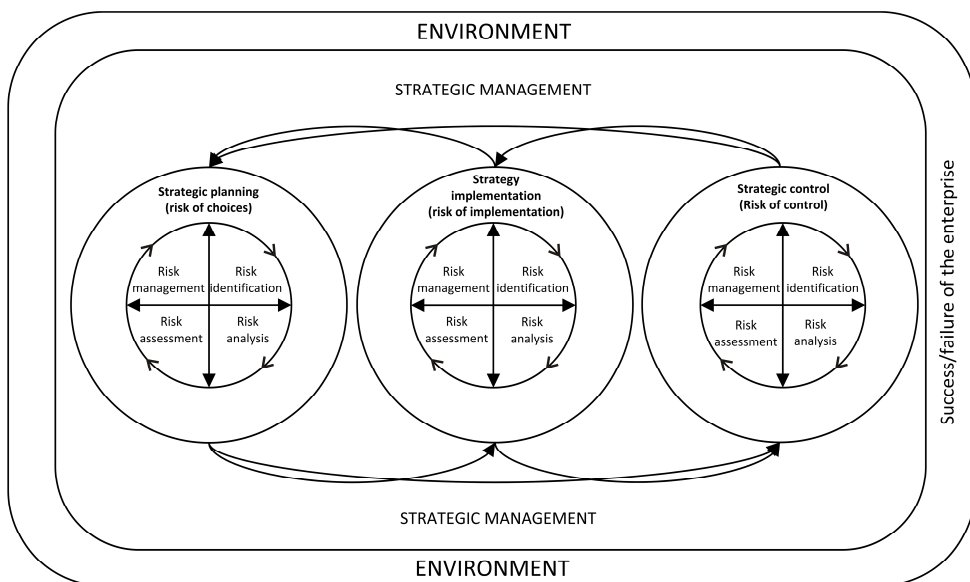 ENVIRONMENT
STRATEGIC MANAGEMENT
Strategic planning
(risk of choices)
Risk
management
Risk
identification
Risk
assessment
Risk
analysis
Strategy
implementation
(risk of implementation)
Risk
management
Risk
identification
Risk
assessment
Risk
analysis
Strategic control
(Risk of control)
Risk
management
Risk
identification
Risk
assessment
Risk
analysis
Success/failure of the enterprise
STRATEGIC MANAGEMENT
ENVIRONMENT